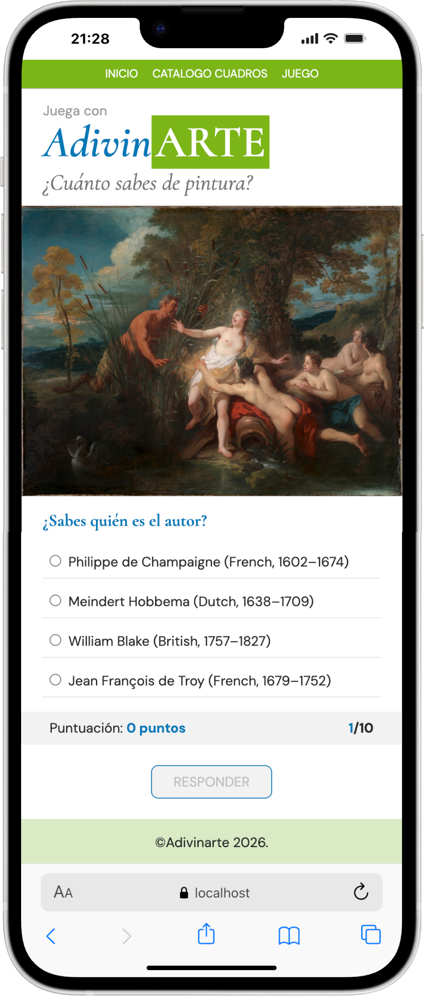 21:28
INICIO CATALOGO CUADROS JUEGO
Juega con
AdivinARTE
¿Cuánto sabes de pintura?
¿Sabes quién es el autor?
Philippe de Champaigne (French, 1602–1674)
Meindert Hobbema (Dutch, 1638–1709)
William Blake (British, 1757–1827)
Jean François de Troy (French, 1679–1752)
Puntuación: 0 puntos 1/10
RESPONDER
©Adivinarte 2026.
AA localhost